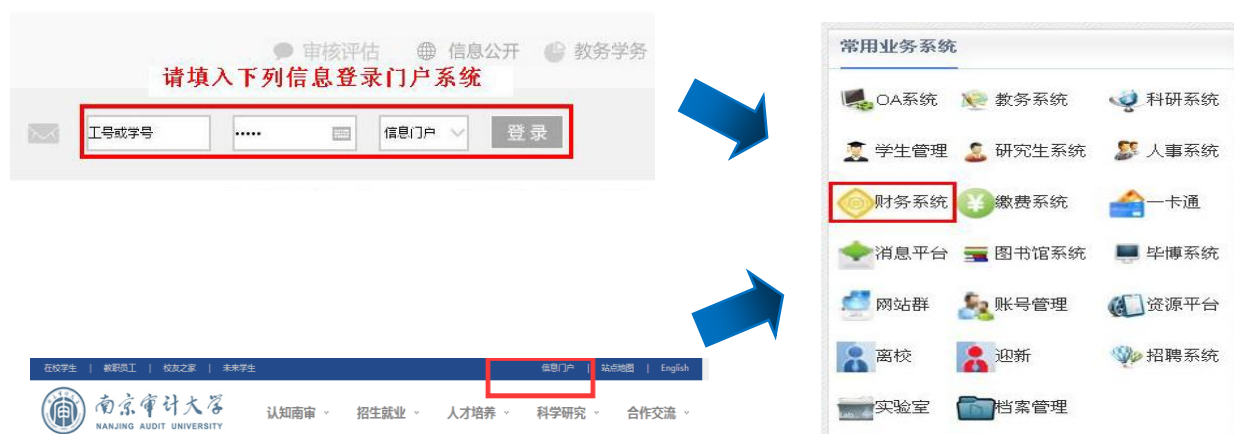 审核评估 信息公开 教务学务
请填入下列信息登录门户系统
工号或学号 ••••• 信息门户 登录
在校学生 | 教职员工 | 校友之家 | 未来学生 信息门户 | 站点地图 | English
南京审计大学
NANJING AUDIT UNIVERSITY
认知南审 招生就业 人才培养 科学研究 合作交流
常用业务系统
OA系统 教务系统 科研系统
学生管理 研究生系统 人事系统
财务系统 缴费系统 一卡通
消息平台 图书馆系统 毕博系统
网站群 账号管理 资源平台
离校 迎新 招聘系统
实验室 档案管理